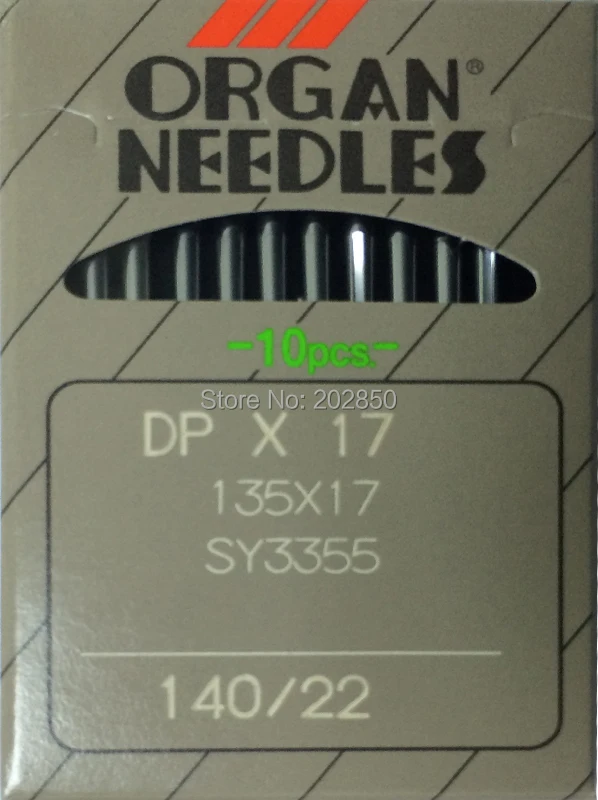 ORGAN®
NEEDLES
-10pcs.-
Store No: 202850
DP X 17
135X17
SY3355
140/22